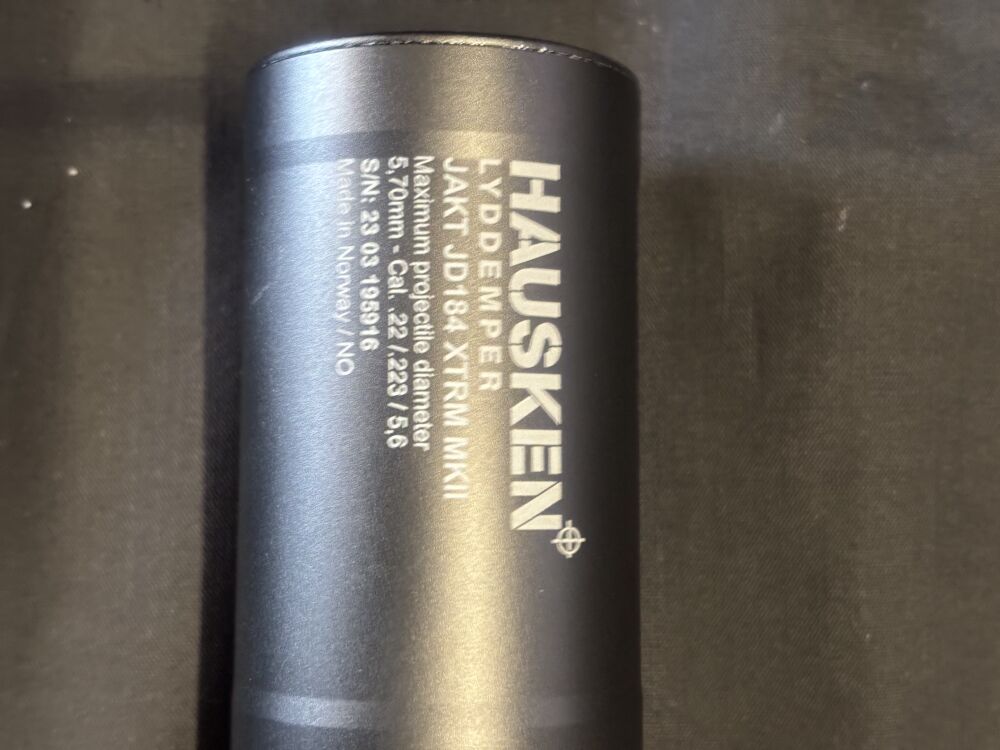 HAUSKEN
LYDDEMPER
JAKT JD184 XTRM MKII
Maximum projectile diameter
5,70mm - Cal. .22 /.223 / 5,6
S/N: 23 03 195916
Made in Norway / NO